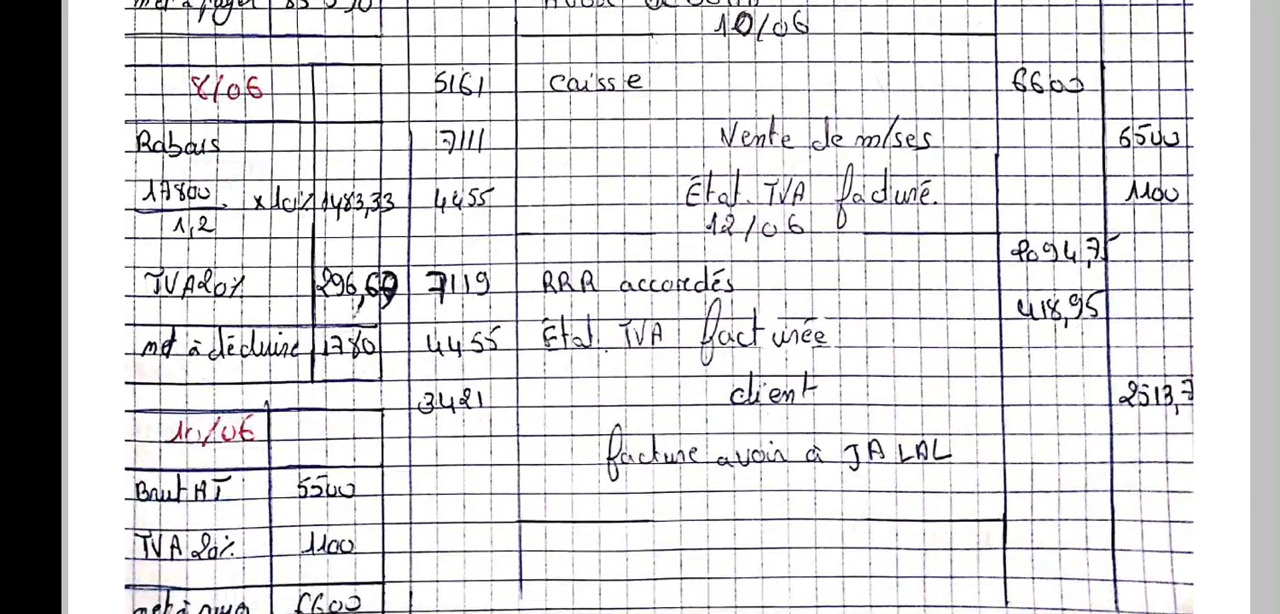 10/06
8/06
5161 Caisse 6600
Rabais
7111 Vente de m/ses 6500
17800 / 1,2 x 10% 1483,33
4455 État. TVA facturé. 1100
12/06
TVA 20% 296,67
7119 RRR accordés 2094,75
mt à déduire 1780
4455 État. TVA facturée 418,95
3421 client 2513,7
facture avoir à JALAL
10/06
Brut HT 5500
TVA 20% 1100
6600